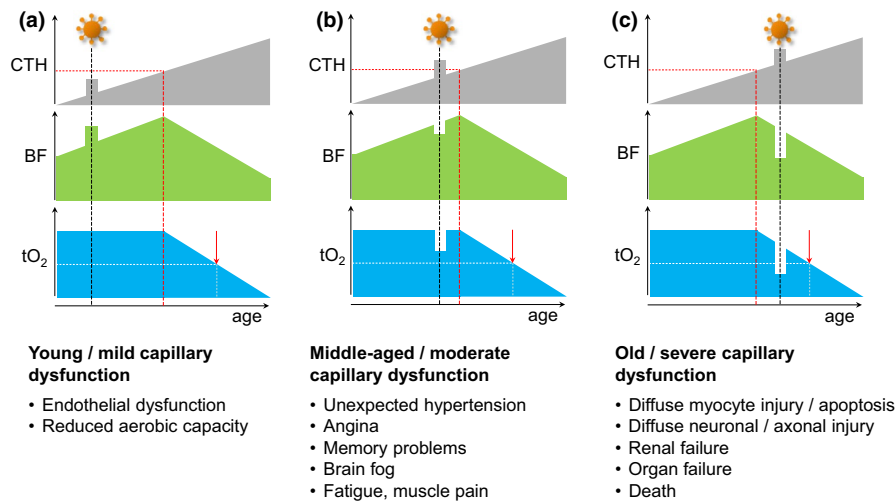 (a)
CTH
BF
tO₂
age
Young / mild capillary
dysfunction
• Endothelial dysfunction
• Reduced aerobic capacity
(b)
CTH
BF
tO₂
age
Middle-aged / moderate
capillary dysfunction
• Unexpected hypertension
• Angina
• Memory problems
• Brain fog
• Fatigue, muscle pain
(c)
CTH
BF
tO₂
age
Old / severe capillary
dysfunction
• Diffuse myocyte injury / apoptosis
• Diffuse neuronal / axonal injury
• Renal failure
• Organ failure
• Death